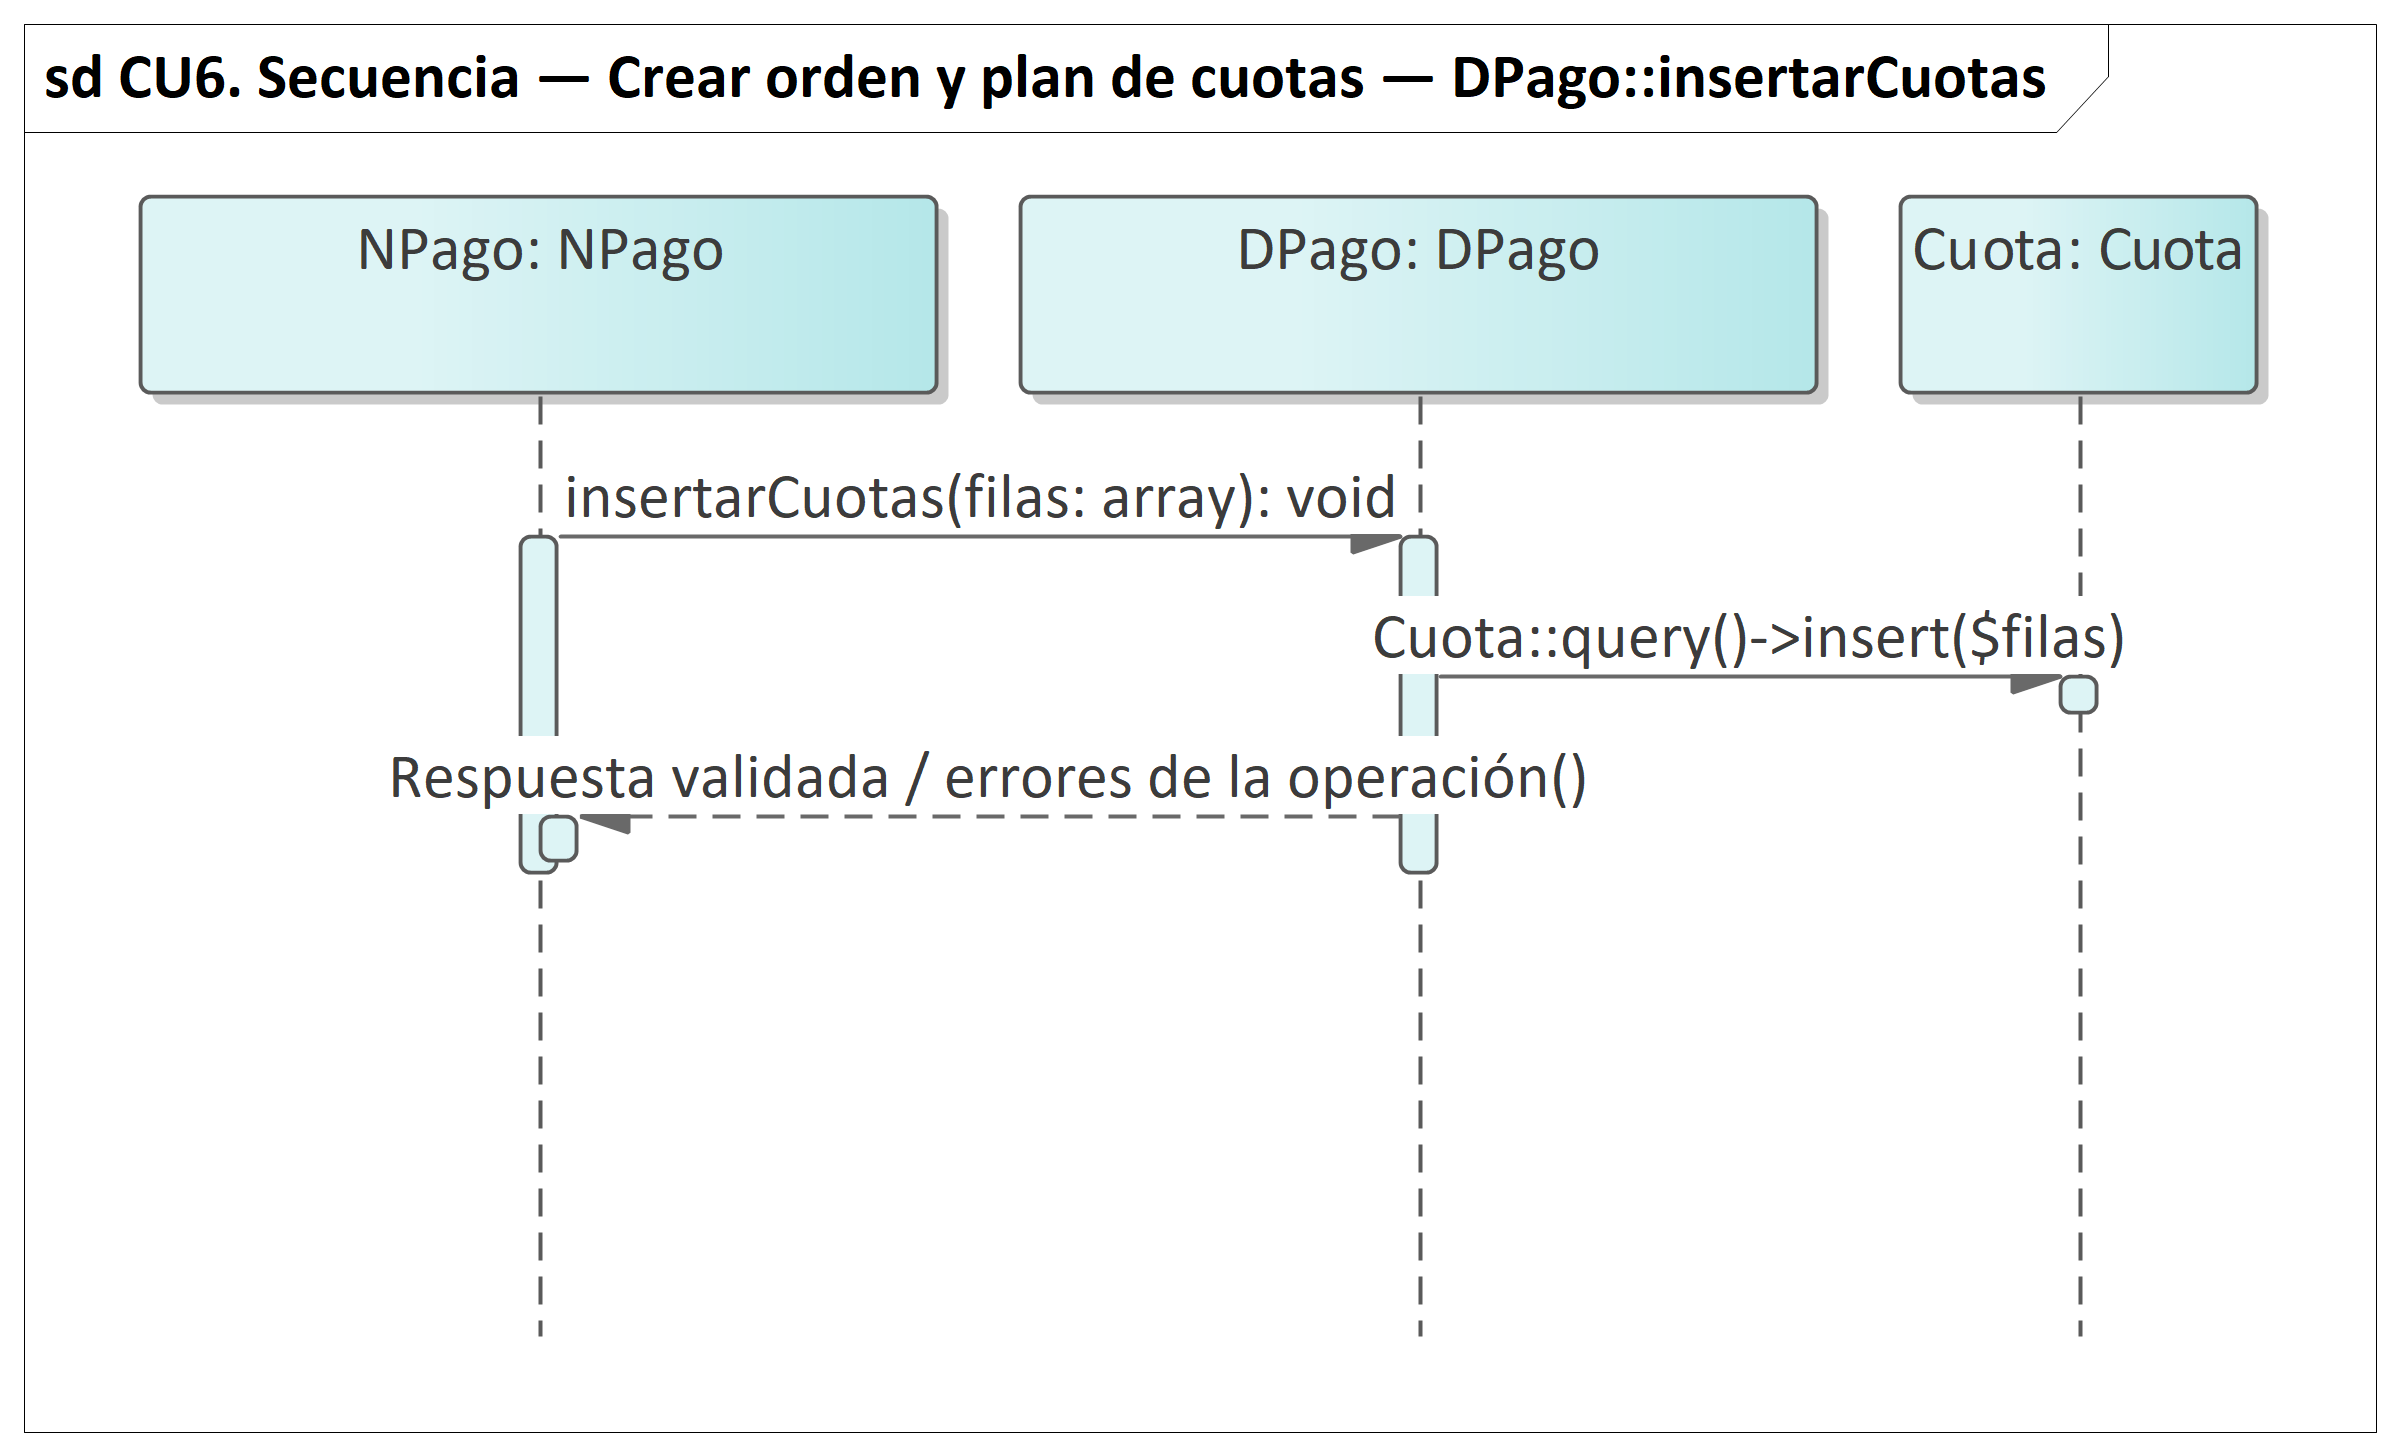 sd CU6. Secuencia — Crear orden y plan de cuotas — DPago::insertarCuotas
NPago: NPago
DPago: DPago
Cuota: Cuota
insertarCuotas(filas: array): void
Cuota::query()->insert($filas)
Respuesta validada / errores de la operación()